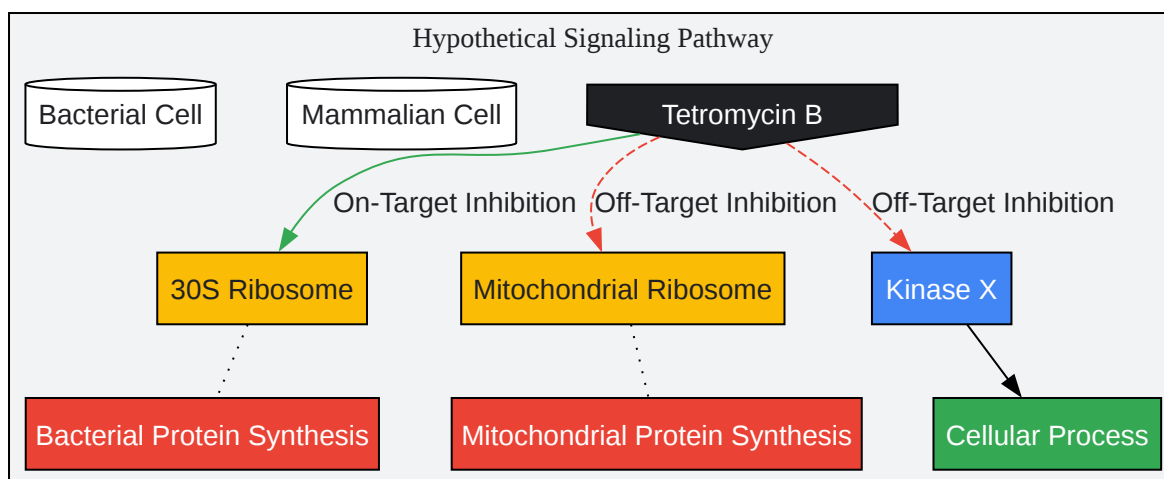 Hypothetical Signaling Pathway
Bacterial Cell
Mammalian Cell
Tetromycin B
On-Target Inhibition
Off-Target Inhibition
Off-Target Inhibition
30S Ribosome
Mitochondrial Ribosome
Kinase X
Bacterial Protein Synthesis
Mitochondrial Protein Synthesis
Cellular Process